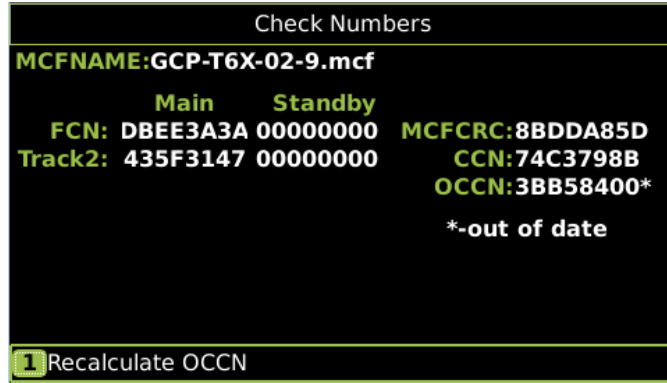 Check Numbers
MCFNAME:GCP-T6X-02-9.mcf
Main Standby
FCN: DBEE3A3A 00000000 MCFCRC:8BDDA85D
Track2: 435F3147 00000000 CCN:74C3798B
OCCN:3BB58400*
*-out of date
1 Recalculate OCCN